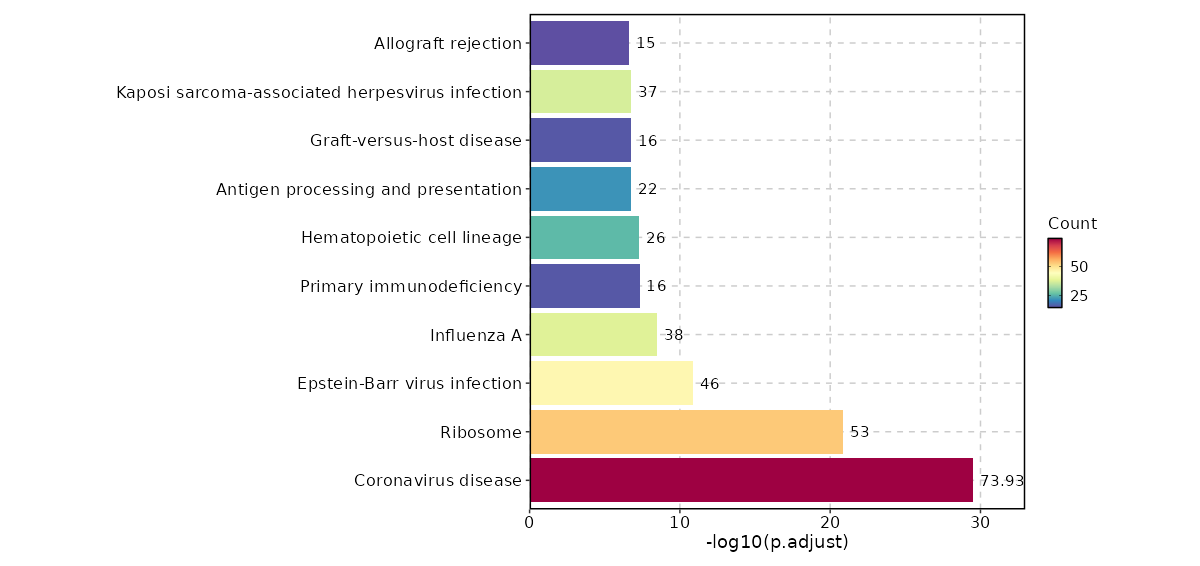 Allograft rejection 15
Kaposi sarcoma-associated herpesvirus infection 37
Graft-versus-host disease 16
Antigen processing and presentation 22
Hematopoietic cell lineage 26
Primary immunodeficiency 16
Influenza A 38
Epstein-Barr virus infection 46
Ribosome 53
Coronavirus disease 73.93
0 10 20 30
-log10(p.adjust)
Count
50
25